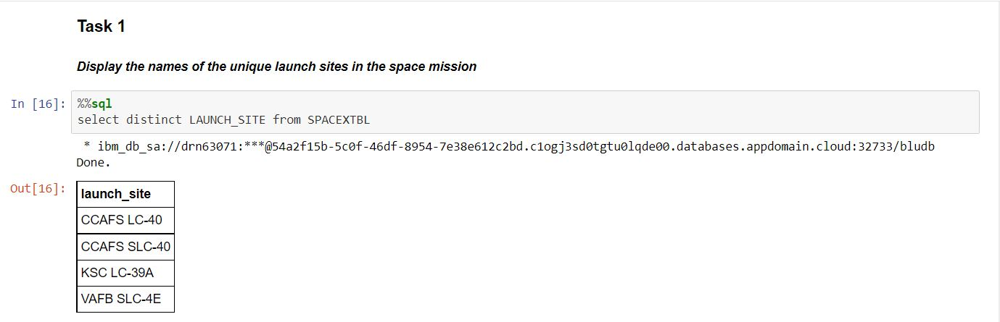 Task 1
Display the names of the unique launch sites in the space mission
In [16]: %%sql
select distinct LAUNCH_SITE from SPACEXTBL
* ibm_db_sa://drn63071:***@54a2f15b-5c0f-46df-8954-7e38e612c2bd.c1ogj3sd0tgtu0lqde00.databases.appdomain.cloud:32733/bludb
Done.
Out[16]: launch_site
CCAFS LC-40
CCAFS SLC-40
KSC LC-39A
VAFB SLC-4E